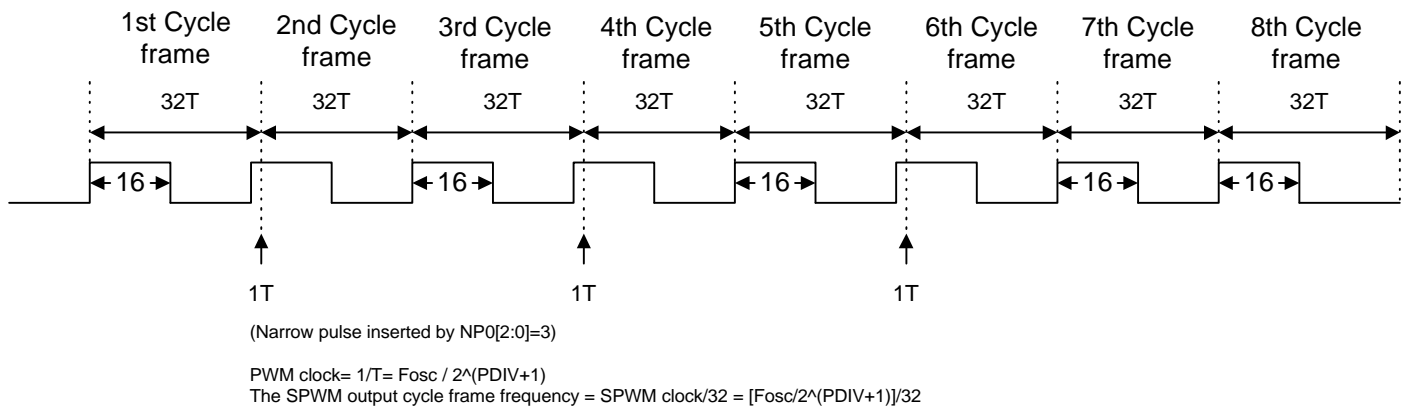 1st Cycle frame
2nd Cycle frame
3rd Cycle frame
4th Cycle frame
5th Cycle frame
6th Cycle frame
7th Cycle frame
8th Cycle frame
32T 32T 32T 32T 32T 32T 32T 32T
16 16 16 16 16
1T 1T 1T
(Narrow pulse inserted by NP0[2:0]=3)
PWM clock= 1/T= Fosc / 2^(PDIV+1)
The SPWM output cycle frame frequency = SPWM clock/32 = [Fosc/2^(PDIV+1)]/32